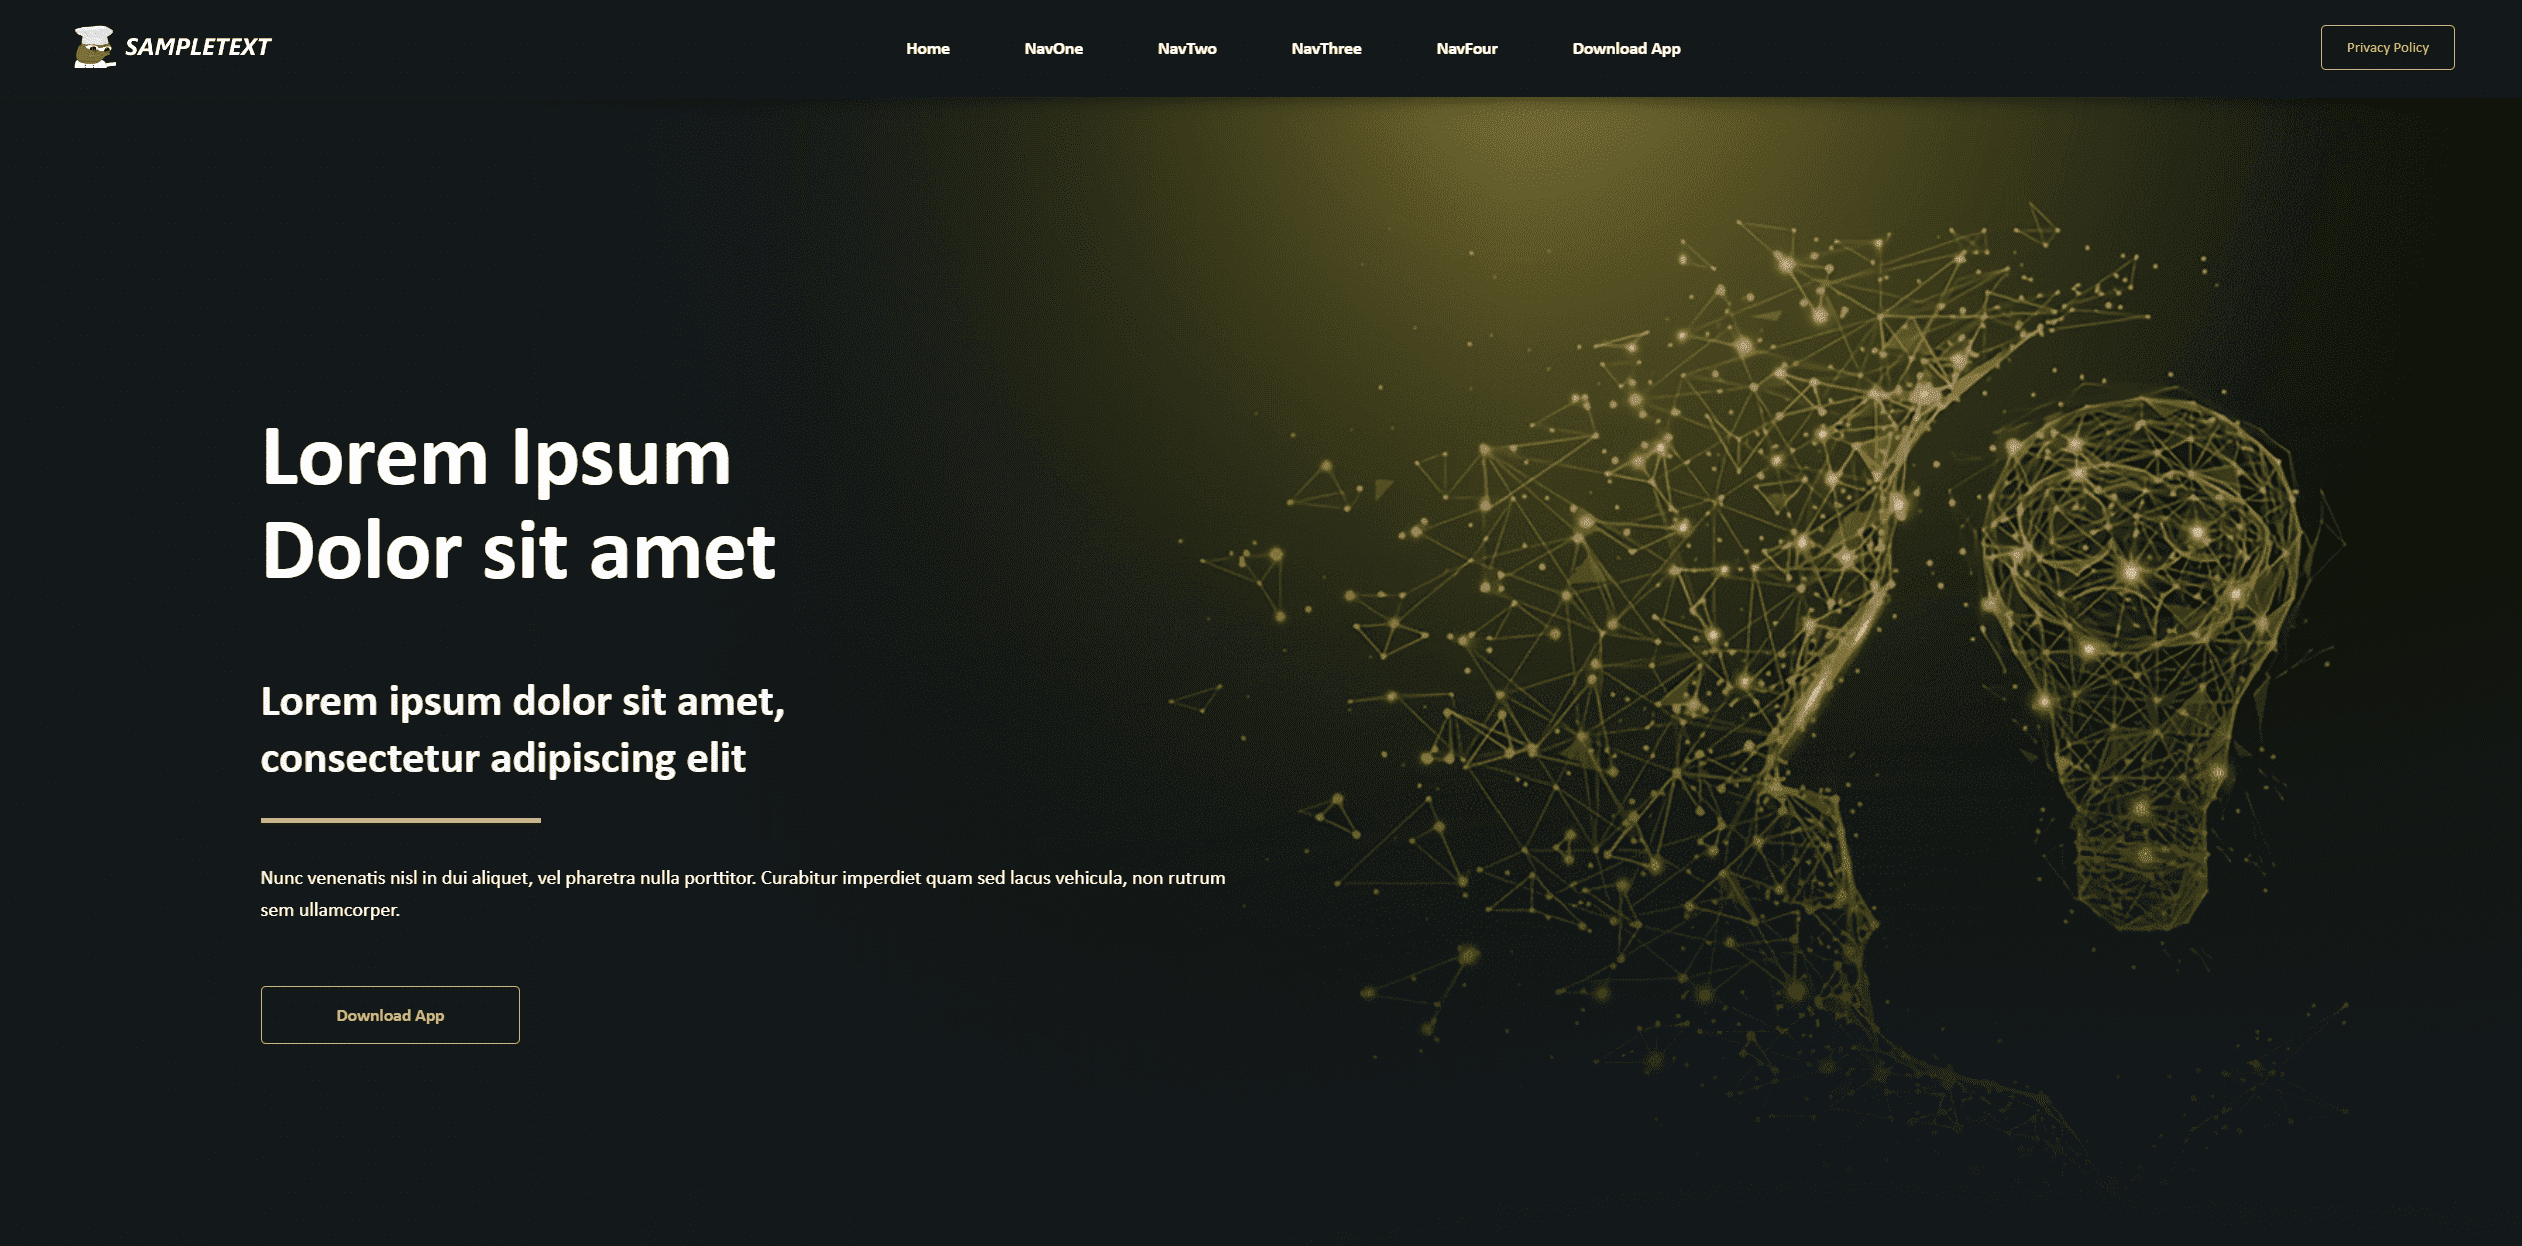 SAMPLETEXT
Home NavOne NavTwo NavThree NavFour Download App
Privacy Policy
Lorem Ipsum
Dolor sit amet
Lorem ipsum dolor sit amet,
consectetur adipiscing elit
Nunc venenatis nisl in dui aliquet, vel pharetra nulla porttitor. Curabitur imperdiet quam sed lacus vehicula, non rutrum
sem ullamcorper.
Download App